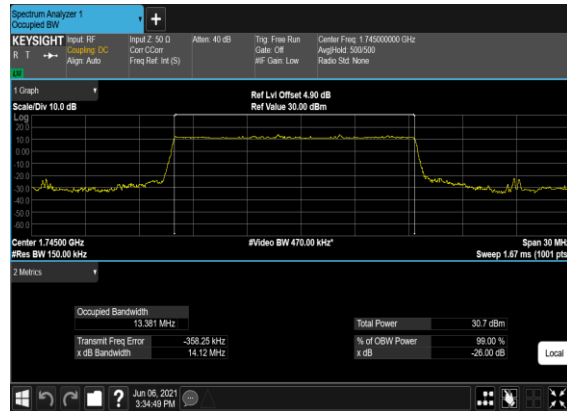 Spectrum Analyzer 1
Occupied BW
+
KEYSIGHT
R T
LW
Input: RF
Coupling: DC
Align: Auto
Input Z: 50 Ω
Corr CCorr
Freq Ref: Int (S)
Atten: 40 dB
Trig: Free Run
Gate: Off
#IF Gain: Low
Center Freq: 1.745000000 GHz
Avg|Hold: 500/500
Radio Std: None
1 Graph
Scale/Div 10.0 dB
Ref Lvl Offset 4.90 dB
Ref Value 30.00 dBm
Log
20.0
10.0
0.00
-10.0
-20.0
-30.0
-40.0
-50.0
-60.0
Center 1.74500 GHz
#Res BW 150.00 kHz
#Video BW 470.00 kHz*
Span 30 MHz
Sweep 1.67 ms (1001 pts
2 Metrics
Occupied Bandwidth
13.381 MHz
Transmit Freq Error -358.25 kHz
x dB Bandwidth 14.12 MHz
Total Power 30.7 dBm
% of OBW Power 99.00 %
x dB -26.00 dB
Local
?
Jun 06, 2021
3:34:49 PM